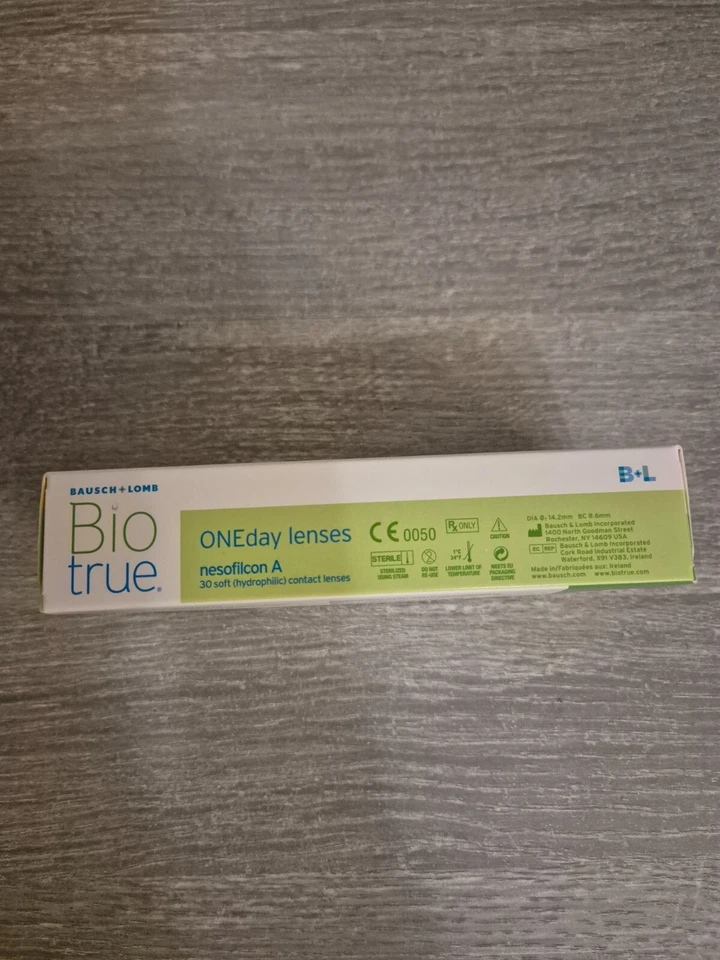 BAUSCH + LOMB
Bio
true®
ONEday lenses
nesofilcon A
30 soft (hydrophilic) contact lenses
CE 0050
Rx ONLY
CAUTION
STERILE
STERILIZED
USING STEAM
DO NOT
RE-USE
1°C
34°F
LOWER LIMIT OF
TEMPERATURE
MEETS EU
PACKAGING
DIRECTIVE
B+L
DIA Ø: 14.2mm BC 8.6mm
Bausch & Lomb Incorporated
1400 North Goodman Street
Rochester, NY 14609 USA
EC REP
Bausch & Lomb Incorporated
Cork Road Industrial Estate
Waterford, X91 V383, Ireland
Made in/Fabriquées aux: Ireland
www.bausch.com www.biotrue.com